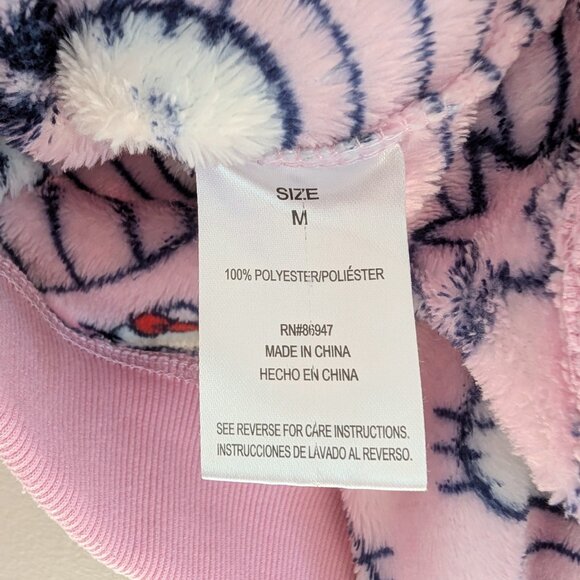 SIZE
M
100% POLYESTER/POLIÉSTER
RN#86947
MADE IN CHINA
HECHO EN CHINA
SEE REVERSE FOR CARE INSTRUCTIONS.
INSTRUCCIONES DE LAVADO AL REVERSO.